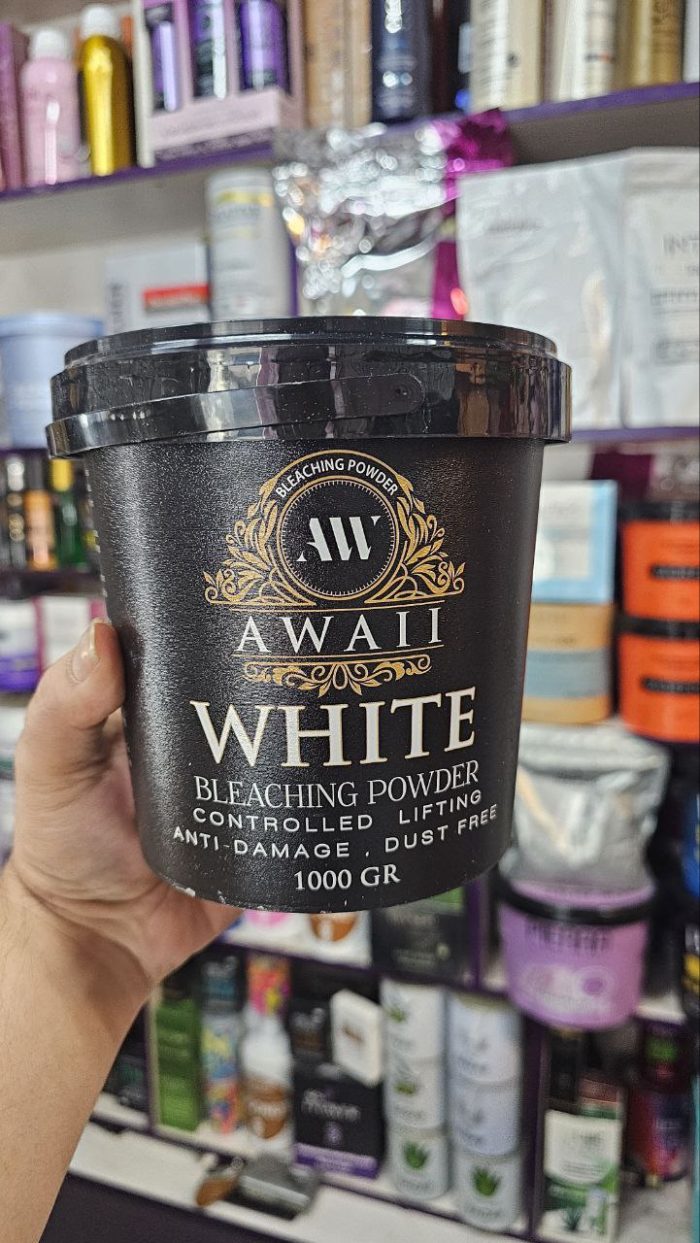 BLEACHING POWDER
AW
AWAII
WHITE
BLEACHING POWDER
CONTROLLED LIFTING
ANTI-DAMAGE , DUST FREE
1000 GR